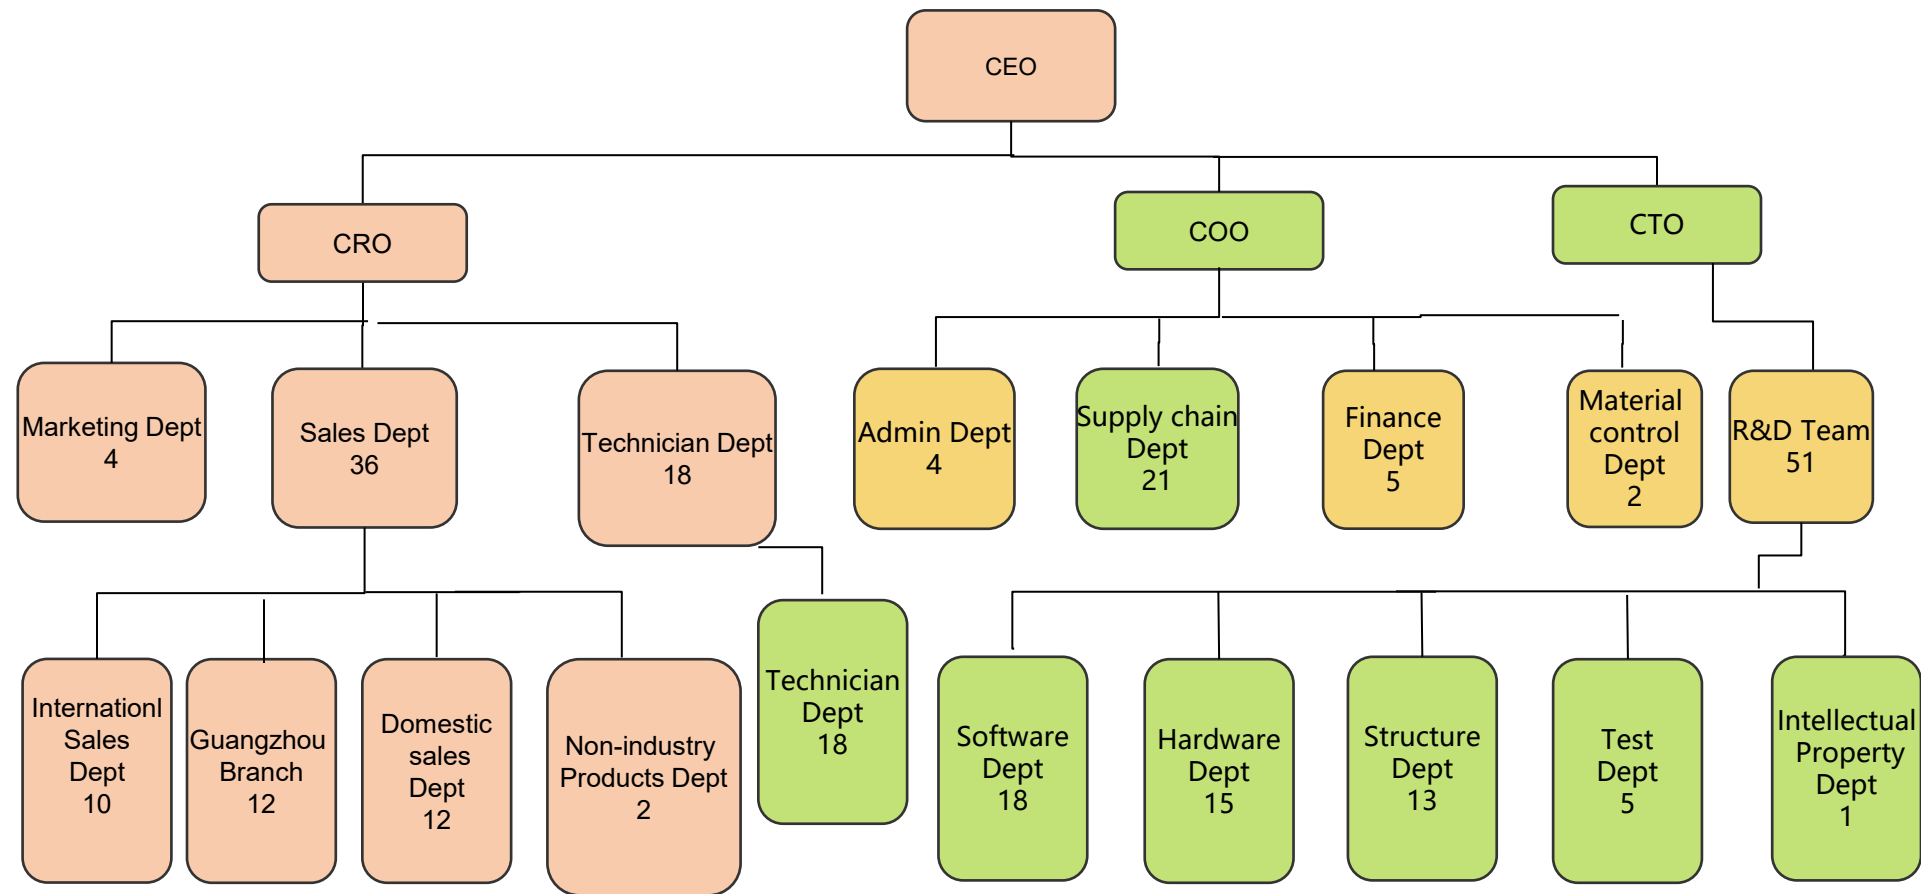 CEO
CRO
COO
CTO
Marketing Dept
4
Sales Dept
36
Technician Dept
18
Admin Dept
4
Supply chain
Dept
21
Finance
Dept
5
Material
control
Dept
2
R&D Team
51
Internationl
Sales
Dept
10
Guangzhou
Branch
12
Domestic
sales
Dept
12
Non-industry
Products Dept
2
Technician
Dept
18
Software
Dept
18
Hardware
Dept
15
Structure
Dept
13
Test
Dept
5
Intellectual
Property
Dept
1